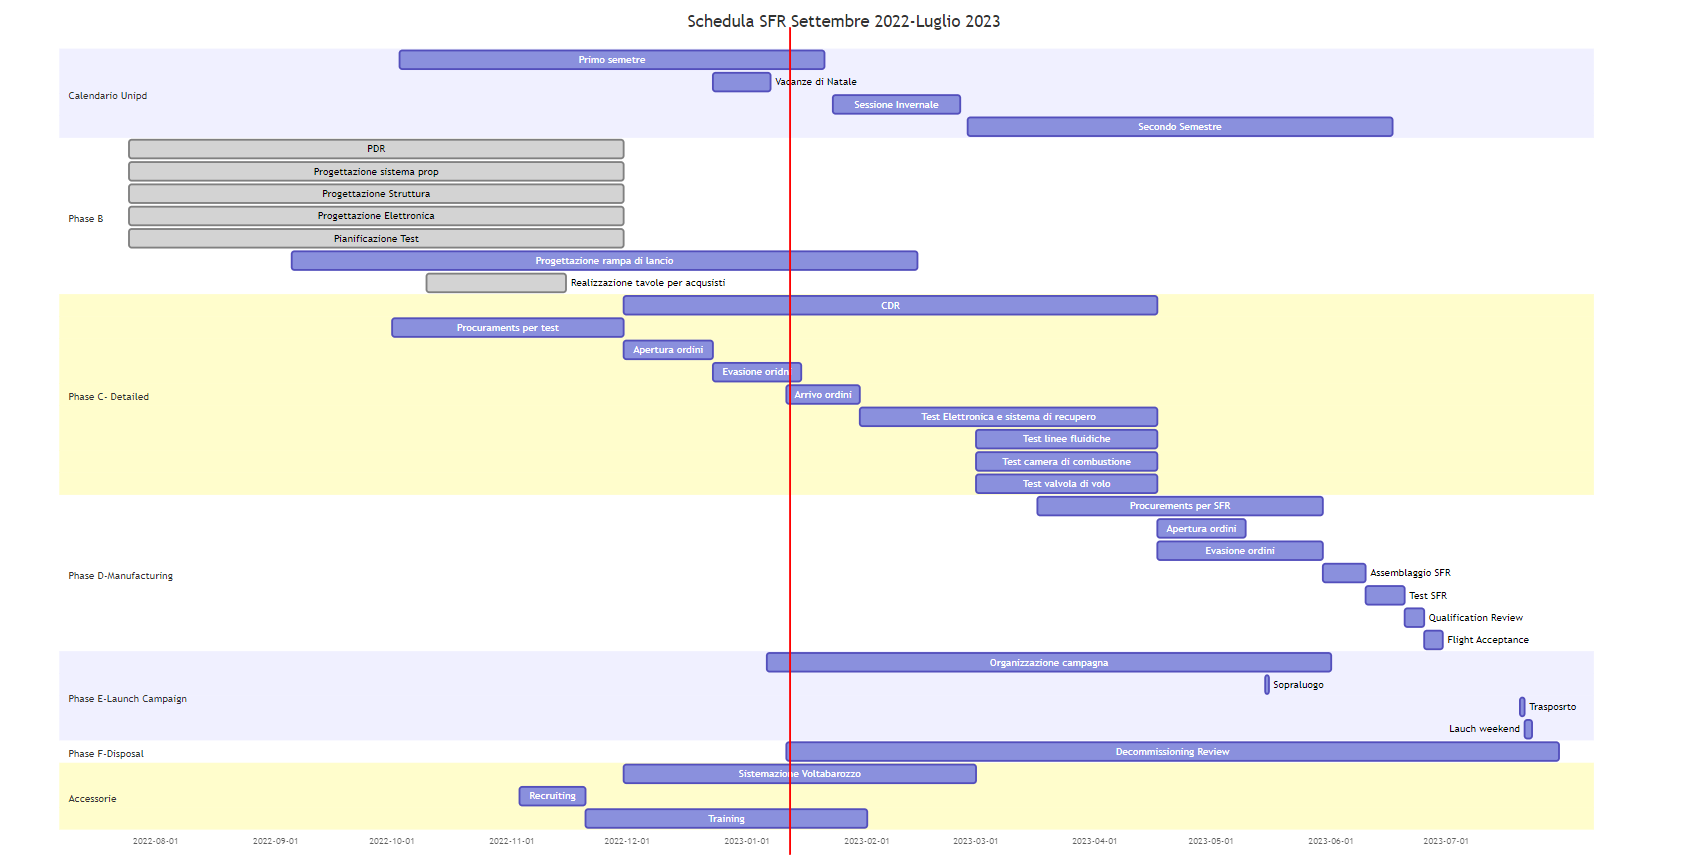 Schedula SFR Settembre 2022-Luglio 2023
Calendario Unipd
Primo semetre
Vacanze di Natale
Sessione Invernale
Secondo Semestre
Phase B
PDR
Progettazione sistema prop
Progettazione Struttura
Progettazione Elettronica
Pianificazione Test
Progettazione rampa di lancio
Realizzazione tavole per acqusisti
Phase C- Detailed
CDR
Procuraments per test
Apertura ordini
Evasione oridni
Arrivo ordini
Test Elettronica e sistema di recupero
Test linee fluidiche
Test camera di combustione
Test valvola di volo
Phase D-Manufacturing
Procurements per SFR
Apertura ordini
Evasione ordini
Assemblaggio SFR
Test SFR
Qualification Review
Flight Acceptance
Phase E-Launch Campaign
Organizzazione campagna
Sopraluogo
Trasposrto
Lauch weekend
Phase F-Disposal
Decommissioning Review
Accessorie
Sistemazione Voltabarozzo
Recruiting
Training
2022-08-01 2022-09-01 2022-10-01 2022-11-01 2022-12-01 2023-01-01 2023-02-01 2023-03-01 2023-04-01 2023-05-01 2023-06-01 2023-07-01